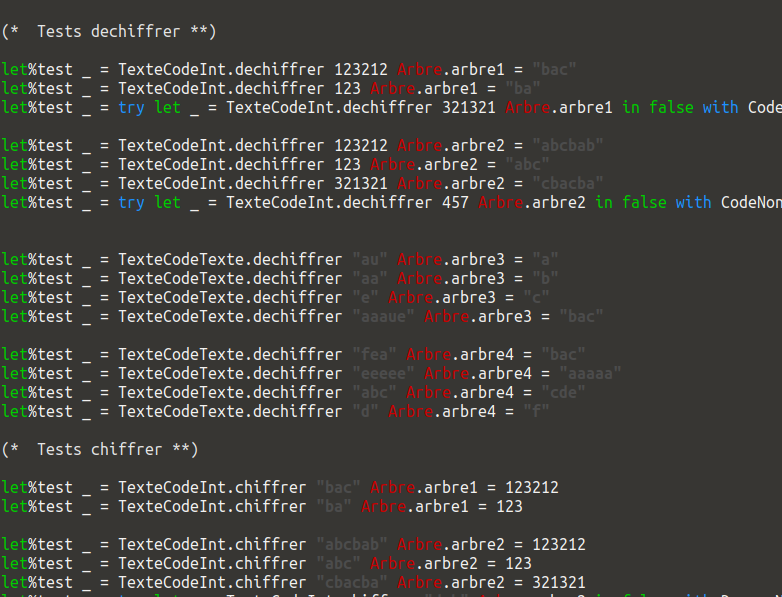 (*  Tests dechiffrer **)
let%test _ = TexteCodeInt.dechiffrer 123212 Arbre.arbre1 = "bac"
let%test _ = TexteCodeInt.dechiffrer 123 Arbre.arbre1 = "ba"
let%test _ = try let _ = TexteCodeInt.dechiffrer 321321 Arbre.arbre1 in false with Code
let%test _ = TexteCodeInt.dechiffrer 123212 Arbre.arbre2 = "abcbab"
let%test _ = TexteCodeInt.dechiffrer 123 Arbre.arbre2 = "abc"
let%test _ = TexteCodeInt.dechiffrer 321321 Arbre.arbre2 = "cbacba"
let%test _ = try let _ = TexteCodeInt.dechiffrer 457 Arbre.arbre2 in false with CodeNon
let%test _ = TexteCodeTexte.dechiffrer "au" Arbre.arbre3 = "a"
let%test _ = TexteCodeTexte.dechiffrer "aa" Arbre.arbre3 = "b"
let%test _ = TexteCodeTexte.dechiffrer "e" Arbre.arbre3 = "c"
let%test _ = TexteCodeTexte.dechiffrer "aaaue" Arbre.arbre3 = "bac"
let%test _ = TexteCodeTexte.dechiffrer "fea" Arbre.arbre4 = "bac"
let%test _ = TexteCodeTexte.dechiffrer "eeeee" Arbre.arbre4 = "aaaaa"
let%test _ = TexteCodeTexte.dechiffrer "abc" Arbre.arbre4 = "cde"
let%test _ = TexteCodeTexte.dechiffrer "d" Arbre.arbre4 = "f"
(*  Tests chiffrer **)
let%test _ = TexteCodeInt.chiffrer "bac" Arbre.arbre1 = 123212
let%test _ = TexteCodeInt.chiffrer "ba" Arbre.arbre1 = 123
let%test _ = TexteCodeInt.chiffrer "abcbab" Arbre.arbre2 = 123212
let%test _ = TexteCodeInt.chiffrer "abc" Arbre.arbre2 = 123
let%test _ = TexteCodeInt.chiffrer "cbacba" Arbre.arbre2 = 321321